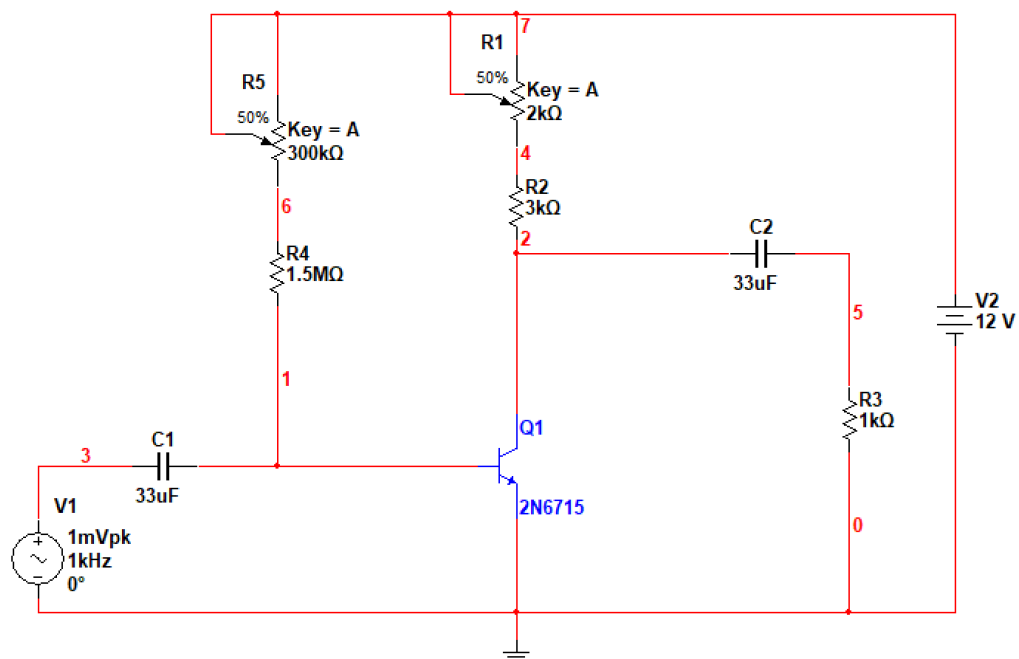 7
R1
R5
50%
Key = A
2kΩ
50%
Key = A
300kΩ
4
R2
3kΩ
6
2
C2
33uF
R4
1.5MΩ
V2
12 V
5
1
R3
1kΩ
Q1
C1
3
33uF
2N6715
V1
0
1mVpk
1kHz
0°